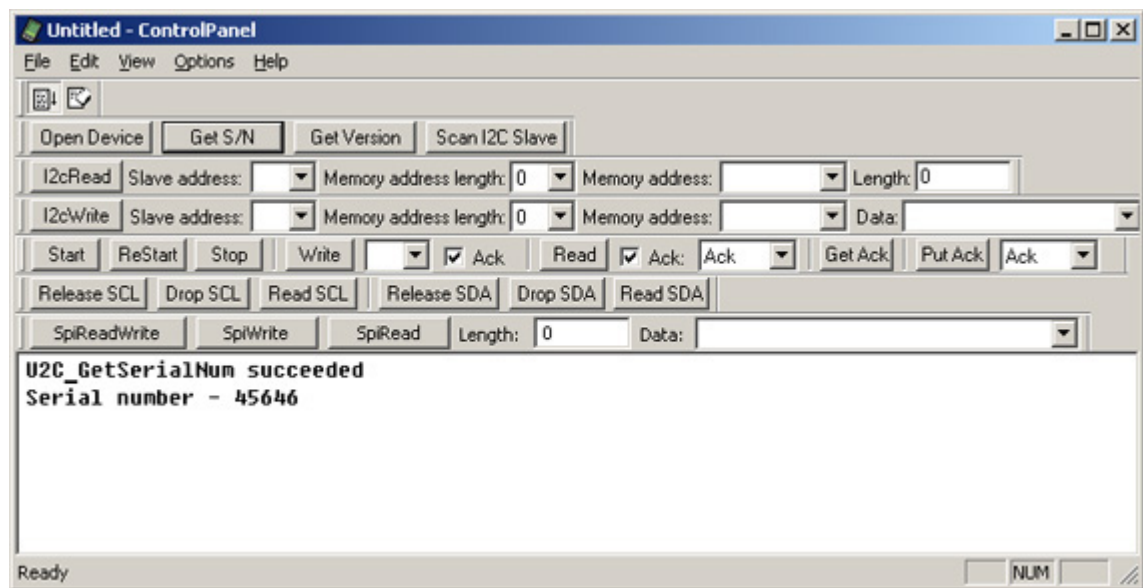 Untitled - ControlPanel
File Edit View Options Help
Open Device Get S/N Get Version Scan I2C Slave
I2cRead Slave address: Memory address length: 0 Memory address: Length: 0
I2cWrite Slave address: Memory address length: 0 Memory address: Data:
Start ReStart Stop Write Ack Read Ack: Ack Get Ack Put Ack Ack
Release SCL Drop SCL Read SCL Release SDA Drop SDA Read SDA
SpiReadWrite SpiWrite SpiRead Length: 0 Data:
U2C_GetSerialNum succeeded
Serial number - 45646
Ready NUM